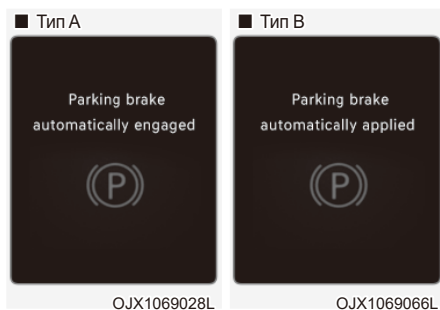 ■ Тип A
Parking brake
automatically engaged
P
OJX1069028L
■ Тип B
Parking brake
automatically applied
P
OJX1069066L